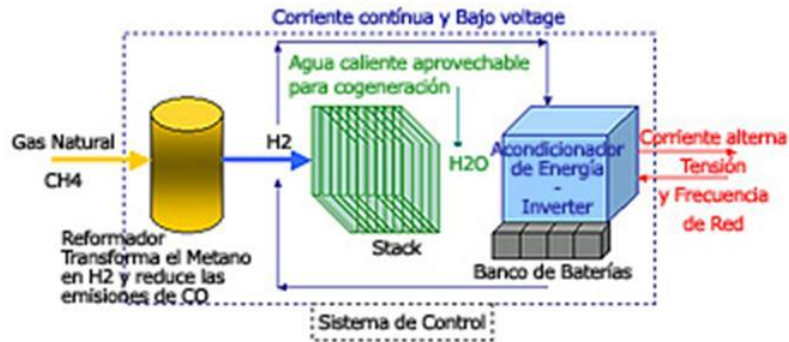 Corriente contínua y Bajo voltage
Agua caliente aprovechable
para cogeneración
Gas Natural
CH4
H2
H2O
Acondicionador
de Energía
-
Inverter
Corriente alterna
Tensión
y Frecuencia
de Red
Reformador
Transforma el Metano
en H2 y reduce las
emisiones de CO
Stack
Banco de Baterías
Sistema de Control